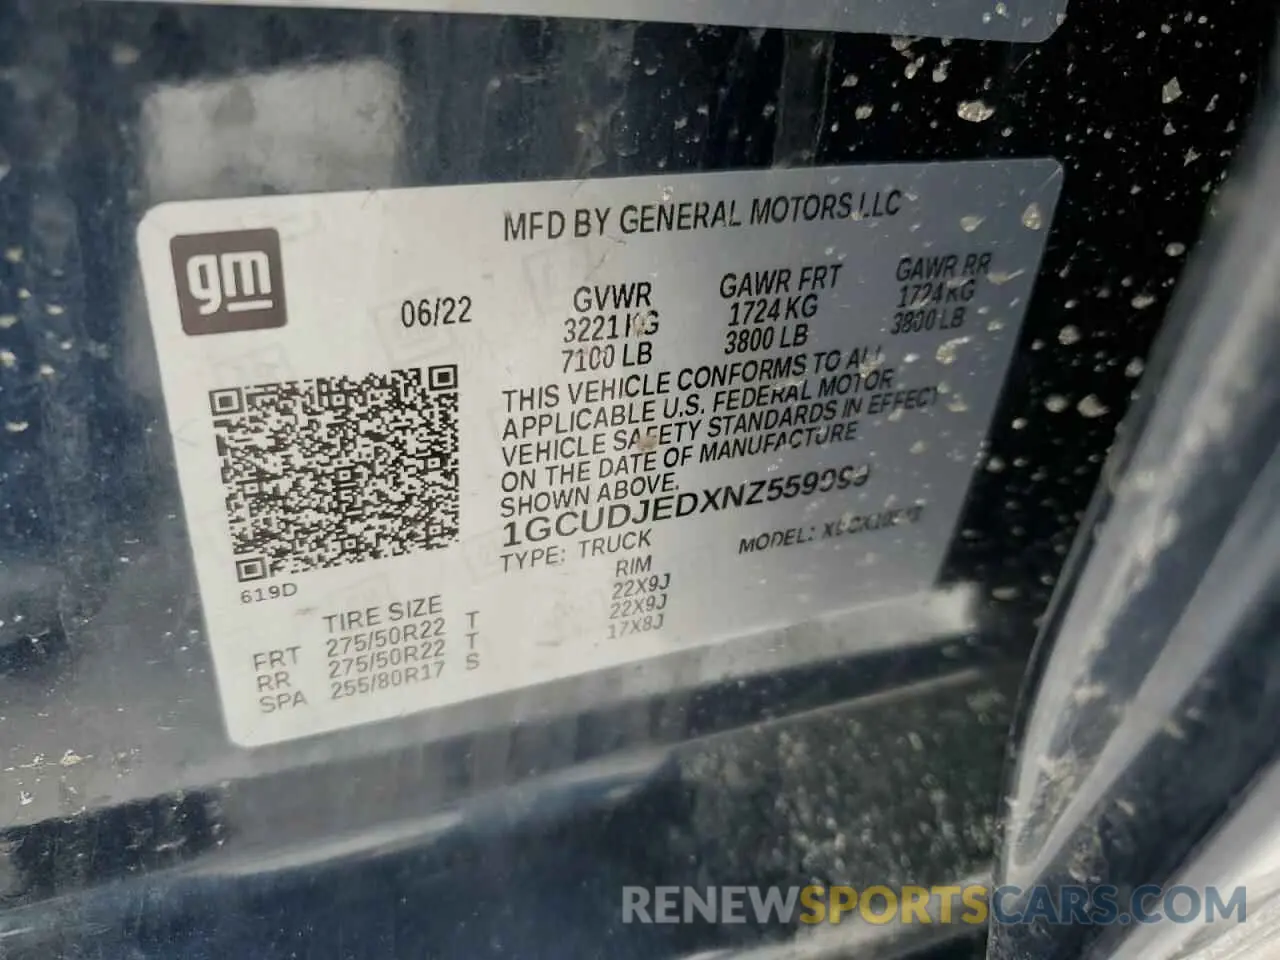 gm
MFD BY GENERAL MOTORS LLC
06/22
GVWR GAWR FRT GAWR RR
3221 KG 1724 KG 1724 KG
7100 LB 3800 LB 3800 LB
THIS VEHICLE CONFORMS TO ALL
APPLICABLE U.S. FEDERAL MOTOR
VEHICLE SAFETY STANDARDS IN EFFECT
ON THE DATE OF MANUFACTURE
SHOWN ABOVE.
1GCUDJEDXNZ559099
TYPE: TRUCK MODEL:
619D
TIRE SIZE RIM
FRT 275/50R22 T 22X9J
RR 275/50R22 T 22X9J
SPA 255/80R17 S 17X8J
RENEWSPORTSCARS.COM